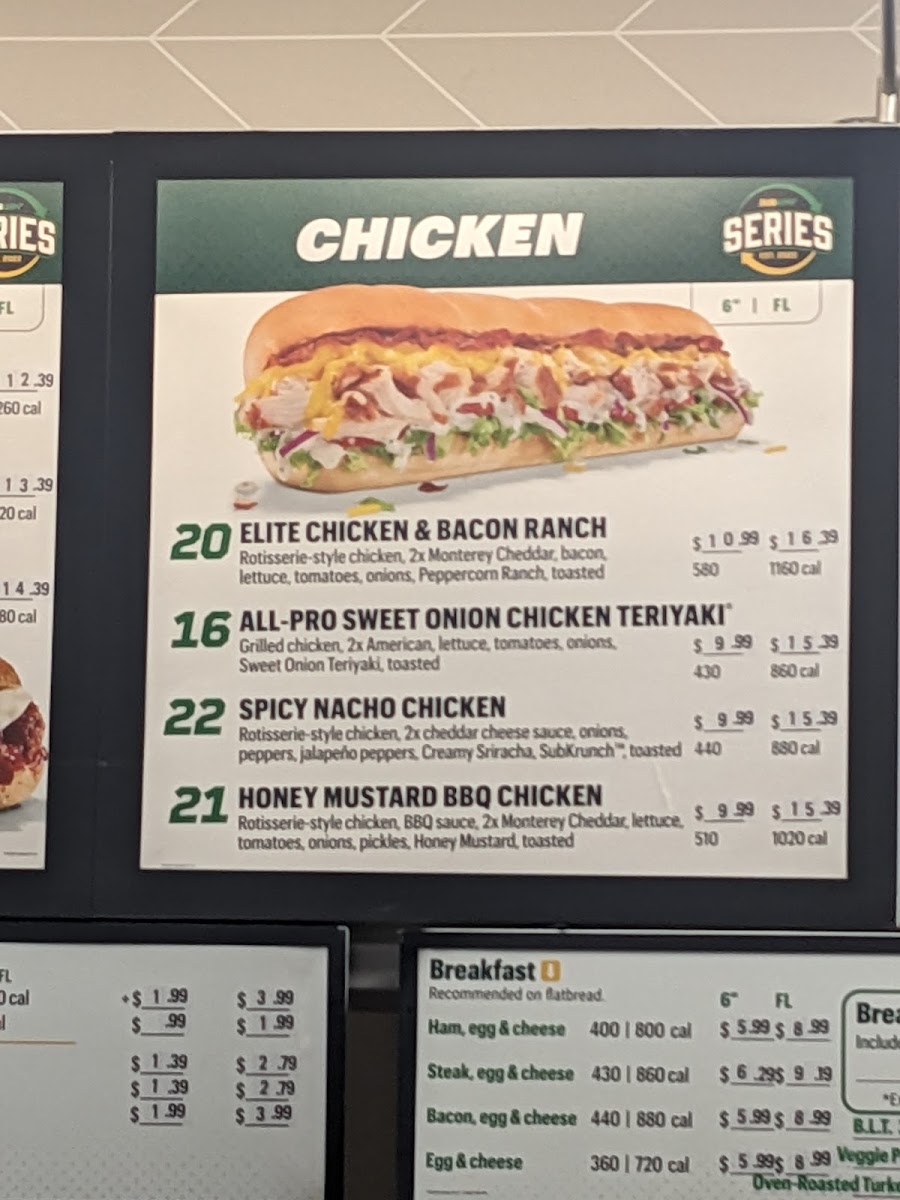 RIES
FL
12.39
260 cal
13.39
20 cal
14.39
80 cal
CHICKEN
SERIES
6" | FL
20 ELITE CHICKEN & BACON RANCH
Rotisserie-style chicken, 2x Monterey Cheddar, bacon,
lettuce, tomatoes, onions, Peppercorn Ranch, toasted
$10.99 $16.39
580 1160 cal
16 ALL-PRO SWEET ONION CHICKEN TERIYAKI®
Grilled chicken, 2x American, lettuce, tomatoes, onions,
Sweet Onion Teriyaki, toasted
$9.99 $15.39
430 860 cal
22 SPICY NACHO CHICKEN
Rotisserie-style chicken, 2x cheddar cheese sauce, onions,
peppers, jalapeño peppers, Creamy Sriracha, SubKrunch™, toasted
$9.99 $15.39
440 880 cal
21 HONEY MUSTARD BBQ CHICKEN
Rotisserie-style chicken, BBQ sauce, 2x Monterey Cheddar, lettuce,
tomatoes, onions, pickles, Honey Mustard, toasted
$9.99 $15.39
510 1020 cal
FL
0 cal
+$1.99 $3.99
$.99 $1.99
$1.39 $2.79
$1.39 $2.79
$1.99 $3.99
Breakfast
Recommended on flatbread.
6" FL
Ham, egg & cheese 400 | 800 cal $5.99 $8.99
Steak, egg & cheese 430 | 860 cal $6.29 $9.19
Bacon, egg & cheese 440 | 880 cal $5.99 $8.99
Egg & cheese 360 | 720 cal $5.99 $8.99
Brea
Include
B.L.T.
Veggie P
Oven-Roasted Turke